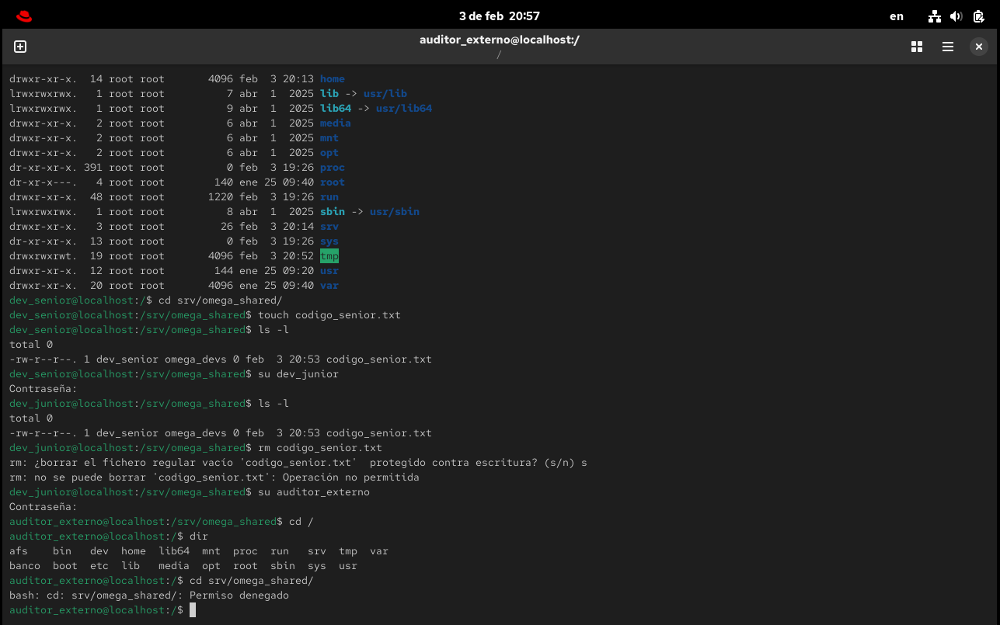 3 de feb 20:57
en
auditor_externo@localhost:/
/
drwxr-xr-x.  14 root root       4096 feb  3 20:13 home
lrwxrwxrwx.   1 root root          7 abr  1  2025 lib -> usr/lib
lrwxrwxrwx.   1 root root          9 abr  1  2025 lib64 -> usr/lib64
drwxr-xr-x.   2 root root          6 abr  1  2025 media
drwxr-xr-x.   2 root root          6 abr  1  2025 mnt
drwxr-xr-x.   2 root root          6 abr  1  2025 opt
dr-xr-xr-x. 391 root root          0 feb  3 19:26 proc
dr-xr-x---.   4 root root        140 ene 25 09:40 root
drwxr-xr-x.  48 root root       1220 feb  3 19:26 run
lrwxrwxrwx.   1 root root          8 abr  1  2025 sbin -> usr/sbin
drwxr-xr-x.   3 root root         26 feb  3 20:14 srv
dr-xr-xr-x.  13 root root          0 feb  3 19:26 sys
drwxrwxrwt.  19 root root       4096 feb  3 20:52 tmp
drwxr-xr-x.  12 root root        144 ene 25 09:20 usr
drwxr-xr-x.  20 root root       4096 ene 25 09:40 var
dev_senior@localhost:/$ cd srv/omega_shared/
dev_senior@localhost:/srv/omega_shared$ touch codigo_senior.txt
dev_senior@localhost:/srv/omega_shared$ ls -l
total 0
-rw-r--r--. 1 dev_senior omega_devs 0 feb  3 20:53 codigo_senior.txt
dev_senior@localhost:/srv/omega_shared$ su dev_junior
Contraseña:
dev_junior@localhost:/srv/omega_shared$ ls -l
total 0
-rw-r--r--. 1 dev_senior omega_devs 0 feb  3 20:53 codigo_senior.txt
dev_junior@localhost:/srv/omega_shared$ rm codigo_senior.txt
rm: ¿borrar el fichero regular vacío 'codigo_senior.txt'  protegido contra escritura? (s/n) s
rm: no se puede borrar 'codigo_senior.txt': Operación no permitida
dev_junior@localhost:/srv/omega_shared$ su auditor_externo
Contraseña:
auditor_externo@localhost:/srv/omega_shared$ cd /
auditor_externo@localhost:/$ dir
afs    bin   dev  home  lib64  mnt  proc  run   srv  tmp  var
banco  boot  etc  lib   media  opt  root  sbin  sys  usr
auditor_externo@localhost:/$ cd srv/omega_shared/
bash: cd: srv/omega_shared/: Permiso denegado
auditor_externo@localhost:/$